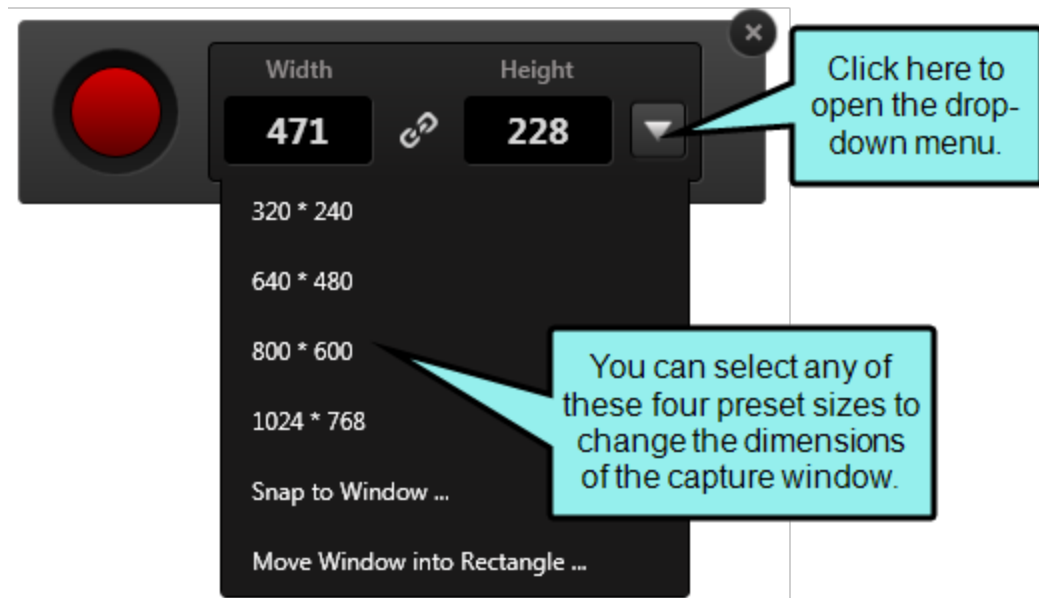 Width Height
471 228
Click here to
open the drop-
down menu.
320 * 240
640 * 480
800 * 600
1024 * 768
Snap to Window ...
Move Window into Rectangle ...
You can select any of
these four preset sizes to
change the dimensions
of the capture window.